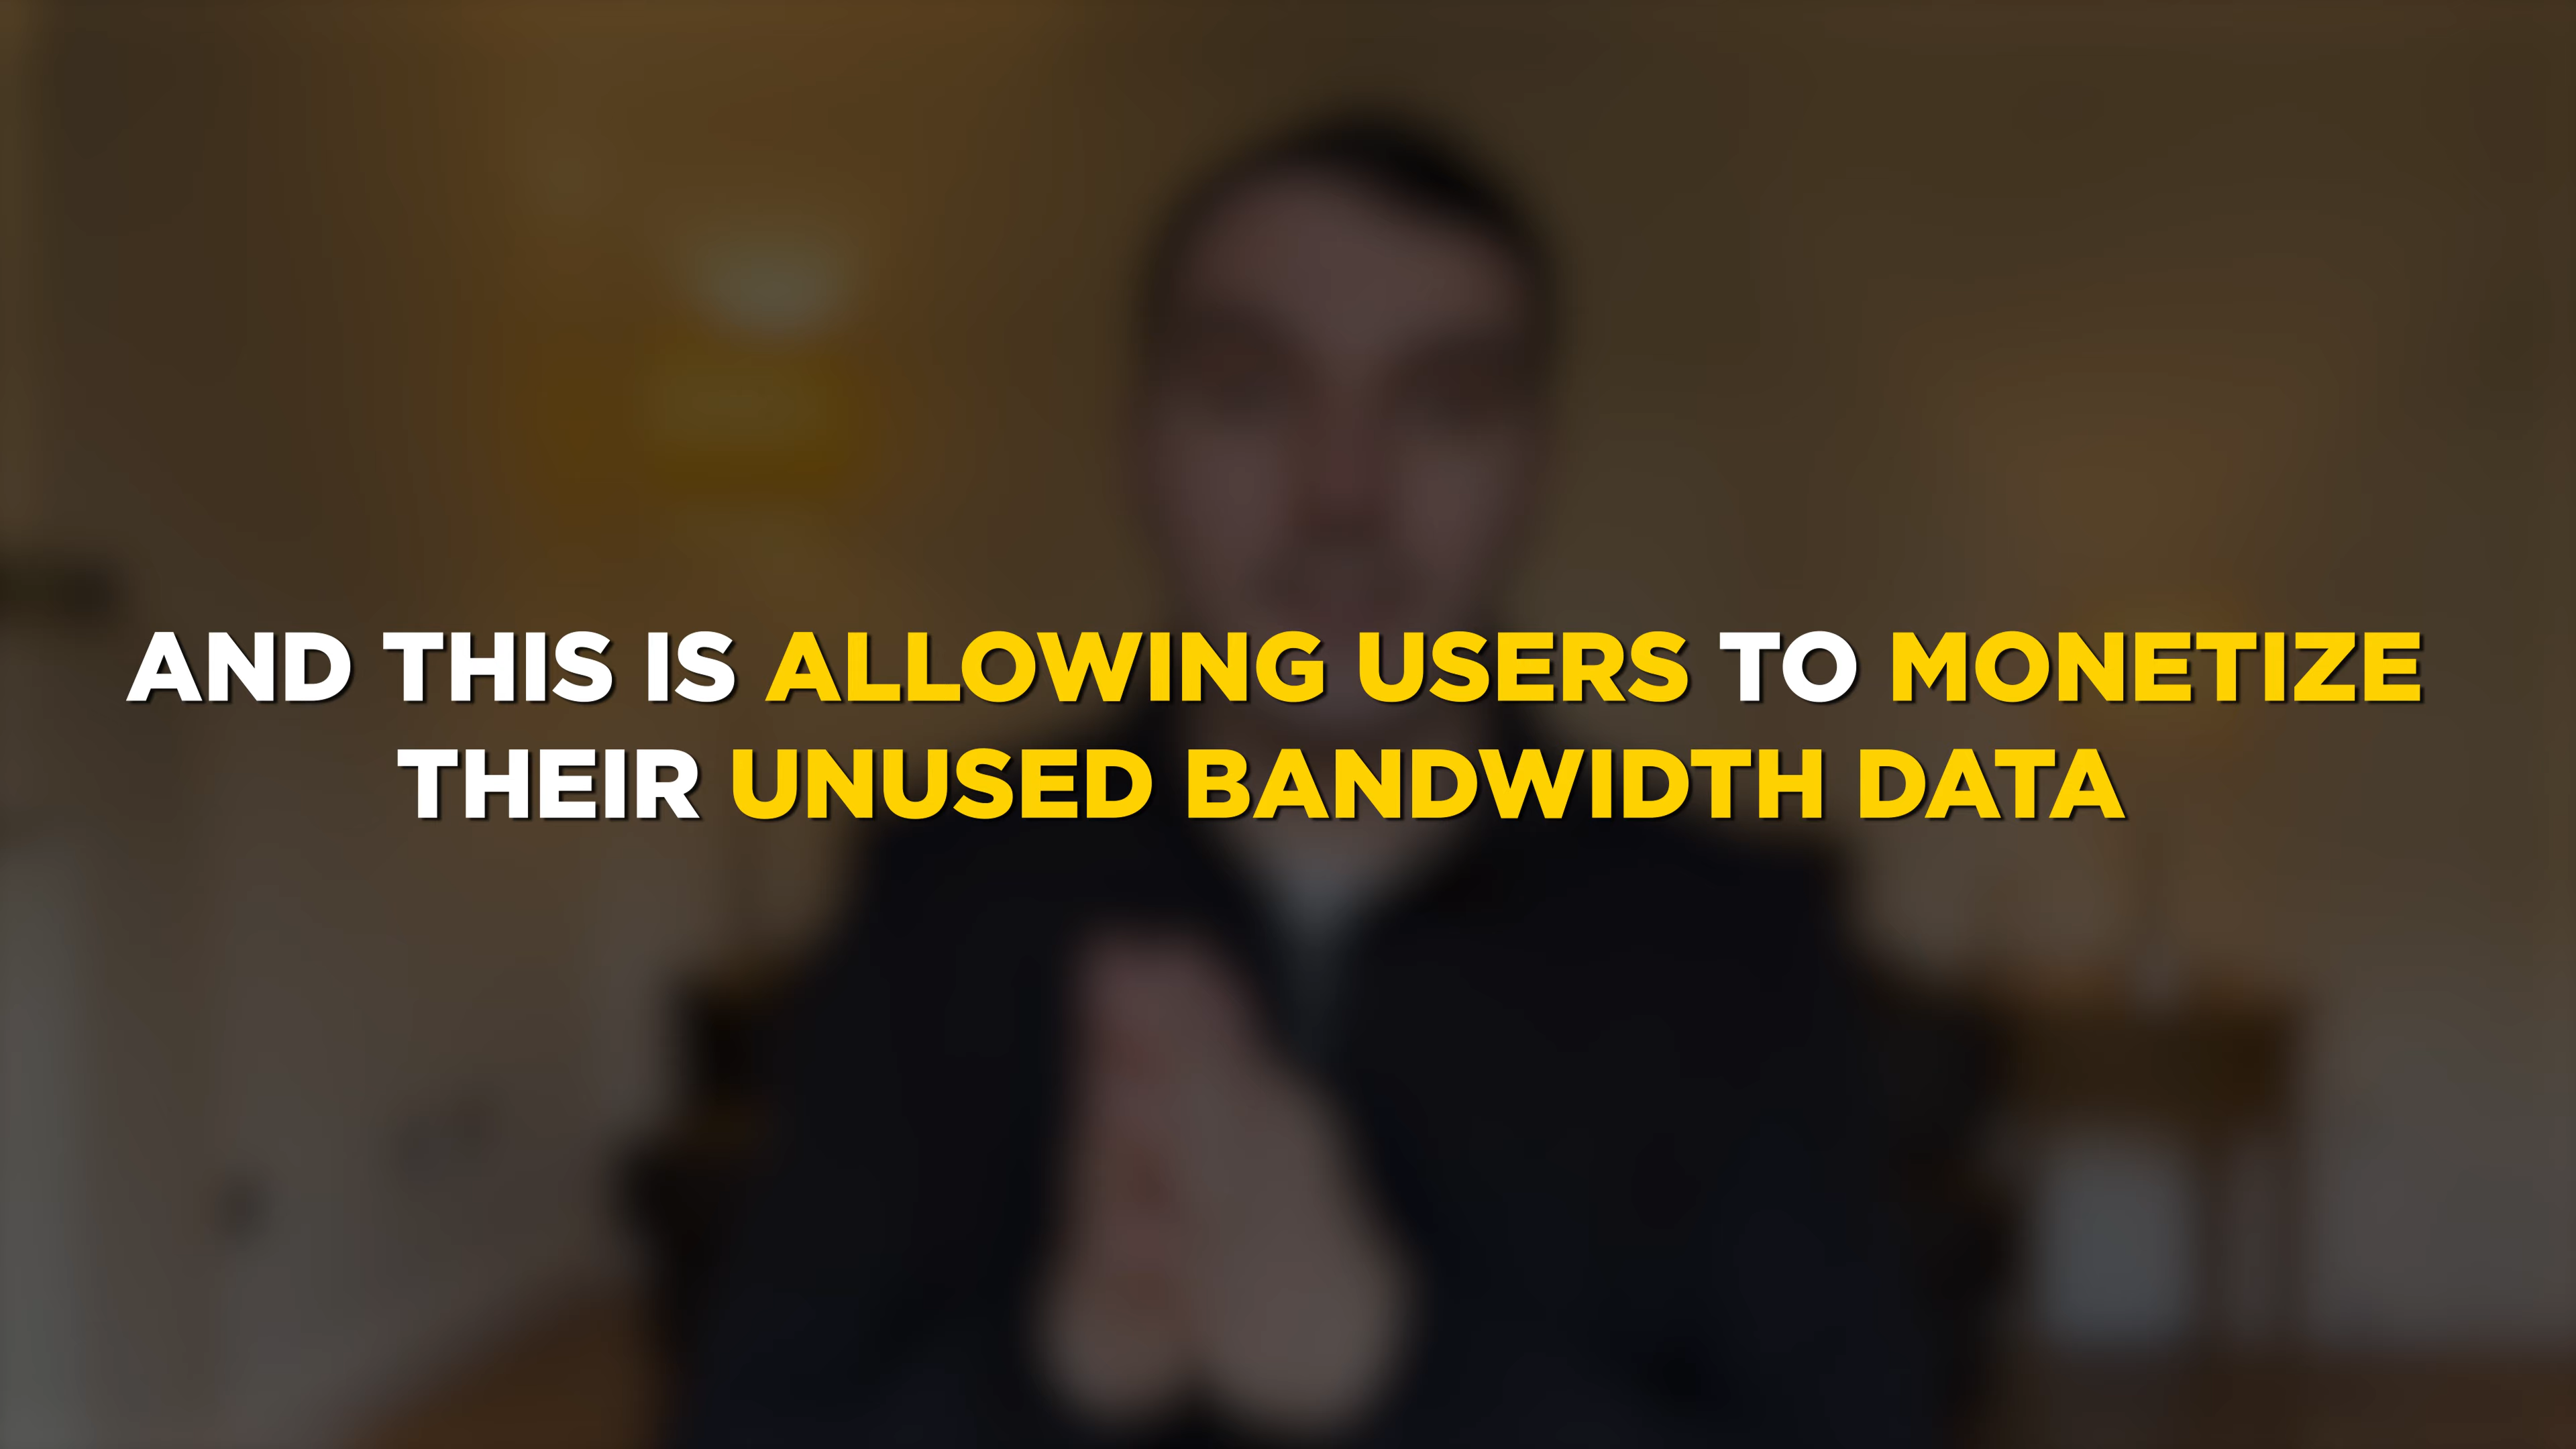 AND THIS IS ALLOWING USERS TO MONETIZE
THEIR UNUSED BANDWIDTH DATA